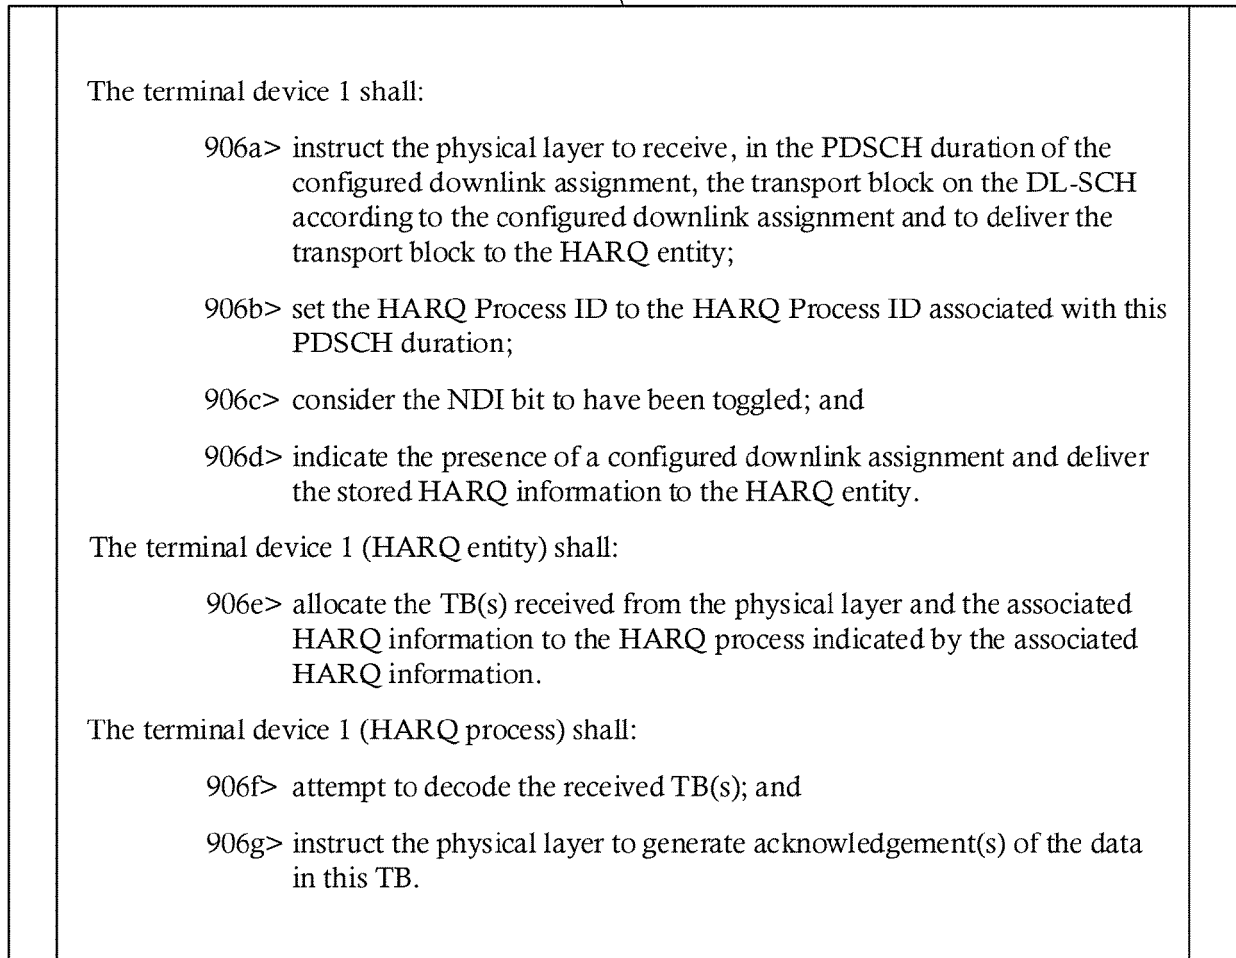 The terminal device 1 shall:
906a> instruct the physical layer to receive, in the PDSCH duration of the
configured downlink assignment, the transport block on the DL-SCH
according to the configured downlink assignment and to deliver the
transport block to the HARQ entity;
906b> set the HARQ Process ID to the HARQ Process ID associated with this
PDSCH duration;
906c> consider the NDI bit to have been toggled; and
906d> indicate the presence of a configured downlink assignment and deliver
the stored HARQ information to the HARQ entity.
The terminal device 1 (HARQ entity) shall:
906e> allocate the TB(s) received from the physical layer and the associated
HARQ information to the HARQ process indicated by the associated
HARQ information.
The terminal device 1 (HARQ process) shall:
906f> attempt to decode the received TB(s); and
906g> instruct the physical layer to generate acknowledgement(s) of the data
in this TB.